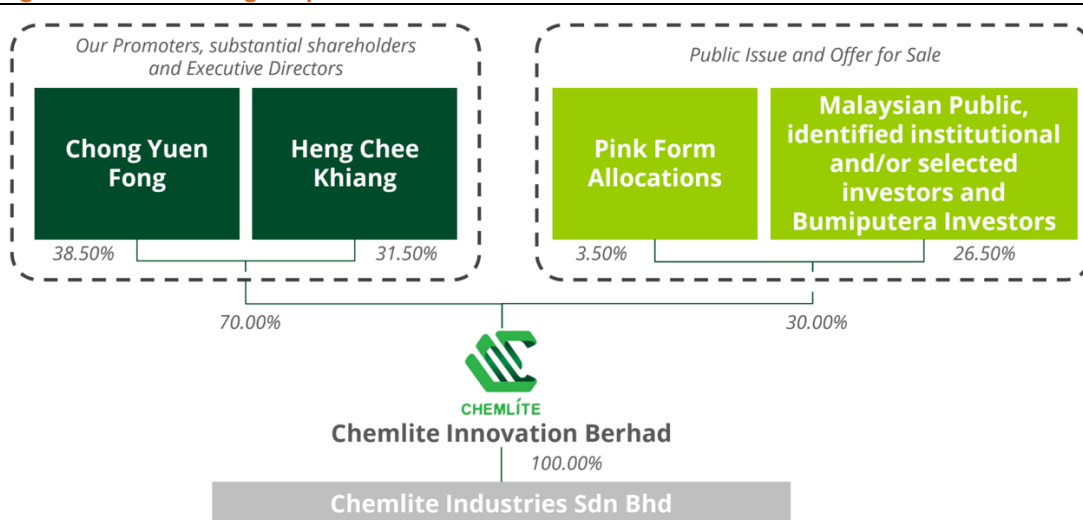 Our Promoters, substantial shareholders
and Executive Directors
Public Issue and Offer for Sale
Chong Yuen
Fong
Heng Chee
Khiang
Pink Form
Allocations
Malaysian Public,
identified institutional
and/or selected
investors and
Bumiputera Investors
38.50%
31.50%
3.50%
26.50%
70.00%
30.00%
CHEMLÍTE
Chemlite Innovation Berhad
100.00%
Chemlite Industries Sdn Bhd